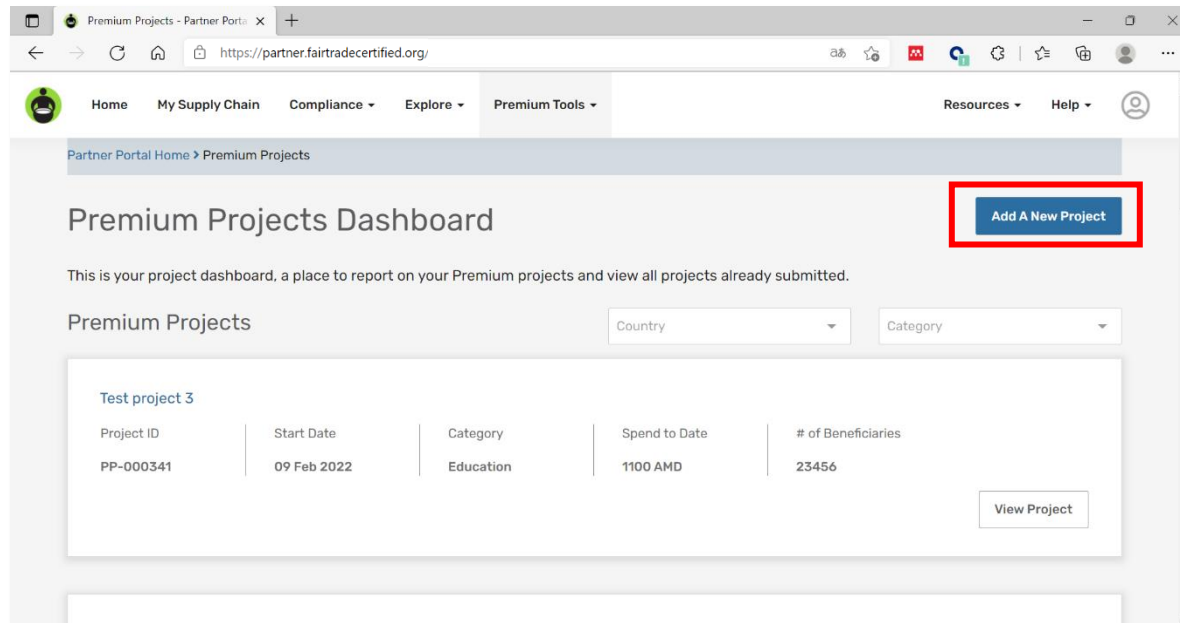 Premium Projects - Partner Porta
https://partner.fairtradecertified.org/
Home My Supply Chain Compliance Explore Premium Tools Resources Help
Partner Portal Home > Premium Projects
Premium Projects Dashboard
Add A New Project
This is your project dashboard, a place to report on your Premium projects and view all projects already submitted.
Premium Projects
Country Category
Test project 3
Project ID Start Date Category Spend to Date # of Beneficiaries
PP-000341 09 Feb 2022 Education 1100 AMD 23456
View Project